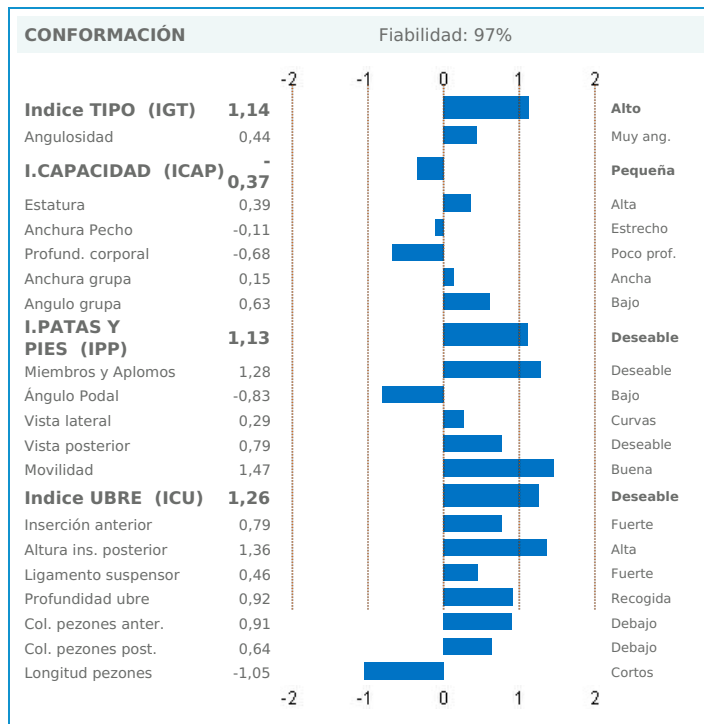 CONFORMACIÓN Fiabilidad: 97%
-2 -1 0 1 2
Indice TIPO (IGT) 1,14 Alto
Angulosidad 0,44 Muy ang.
I.CAPACIDAD (ICAP) -0,37 Pequeña
Estatura 0,39 Alta
Anchura Pecho -0,11 Estrecho
Profund. corporal -0,68 Poco prof.
Anchura grupa 0,15 Ancha
Angulo grupa 0,63 Bajo
I.PATAS Y
PIES (IPP) 1,13 Deseable
Miembros y Aplomos 1,28 Deseable
Ángulo Podal -0,83 Bajo
Vista lateral 0,29 Curvas
Vista posterior 0,79 Deseable
Movilidad 1,47 Buena
Indice UBRE (ICU) 1,26 Deseable
Inserción anterior 0,79 Fuerte
Altura ins. posterior 1,36 Alta
Ligamento suspensor 0,46 Fuerte
Profundidad ubre 0,92 Recogida
Col. pezones anter. 0,91 Debajo
Col. pezones post. 0,64 Debajo
Longitud pezones -1,05 Cortos
-2 -1 0 1 2